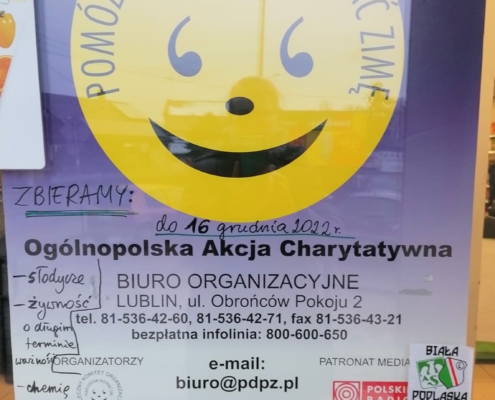 POMÓŻ
AĆ ZIMĘ
ZBIERAMY:
do 16 grudnia 2022 r.
Ogólnopolska Akcja Charytatywna
- słodycze
BIURO ORGANIZACYJNE
- żywność
LUBLIN, ul. Obrońców Pokoju 2
o długim
terminie
ważności
tel. 81-536-42-60, 81-536-42-71, fax 81-536-43-21
bezpłatna infolinia: 800-600-650
ORGANIZATORZY
e-mail:
PATRONAT MEDIA
biuro@pdpz.pl
- chemię
BIAŁA
PODLASKA
POLSKIE
RADIO